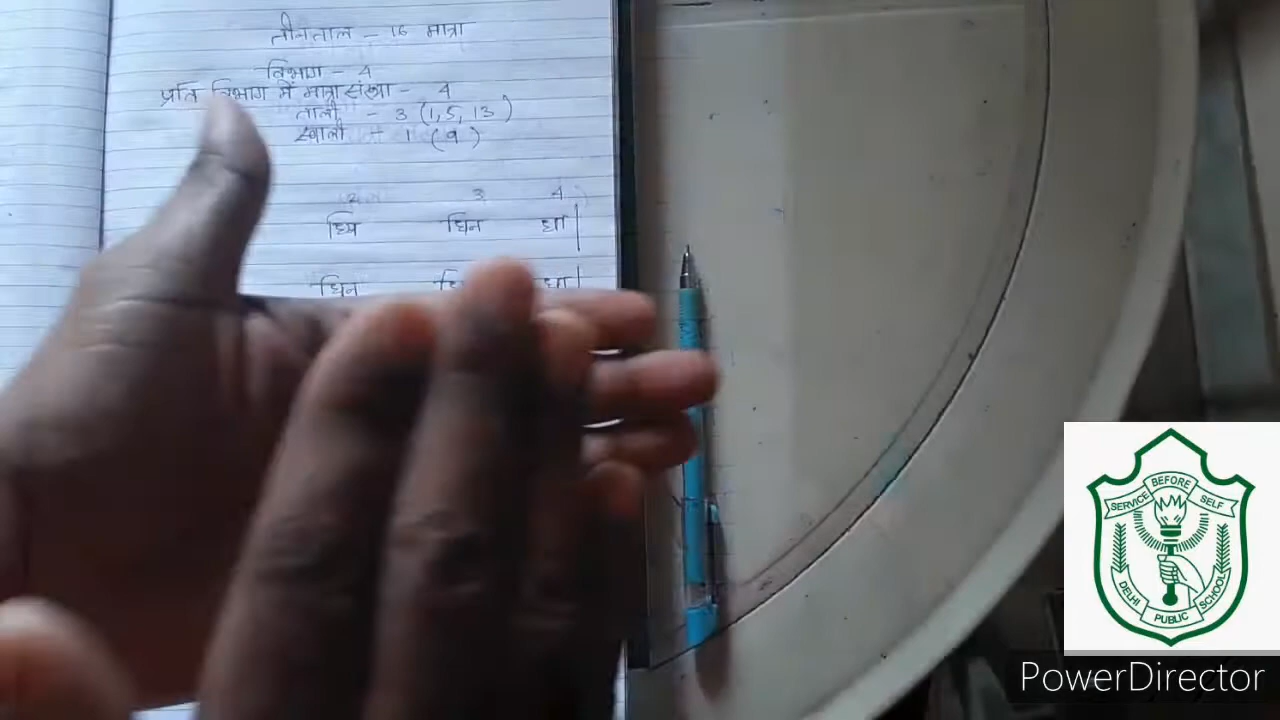 तीनताल – 16 मात्रा
विभाग – 4
प्रति विभाग में मात्रा संख्या – 4
ताली – 3 (1, 5, 13)
खाली – 1 (9)
2 3 4
धिन धिन धा|
धिन धि धा|
SERVICE BEFORE SELF
DELHI PUBLIC SCHOOL
PowerDirector